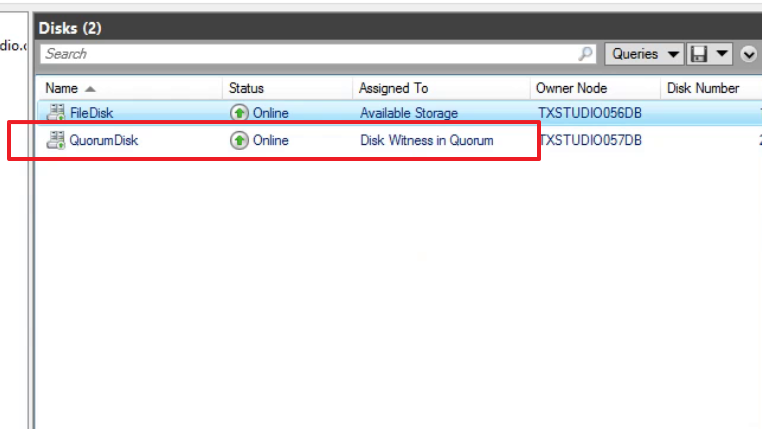 dio.
Disks (2)
Search
Queries
Name Status Assigned To Owner Node Disk Number
FileDisk Online Available Storage TXSTUDIO056DB
QuorumDisk Online Disk Witness in Quorum TXSTUDIO057DB 2